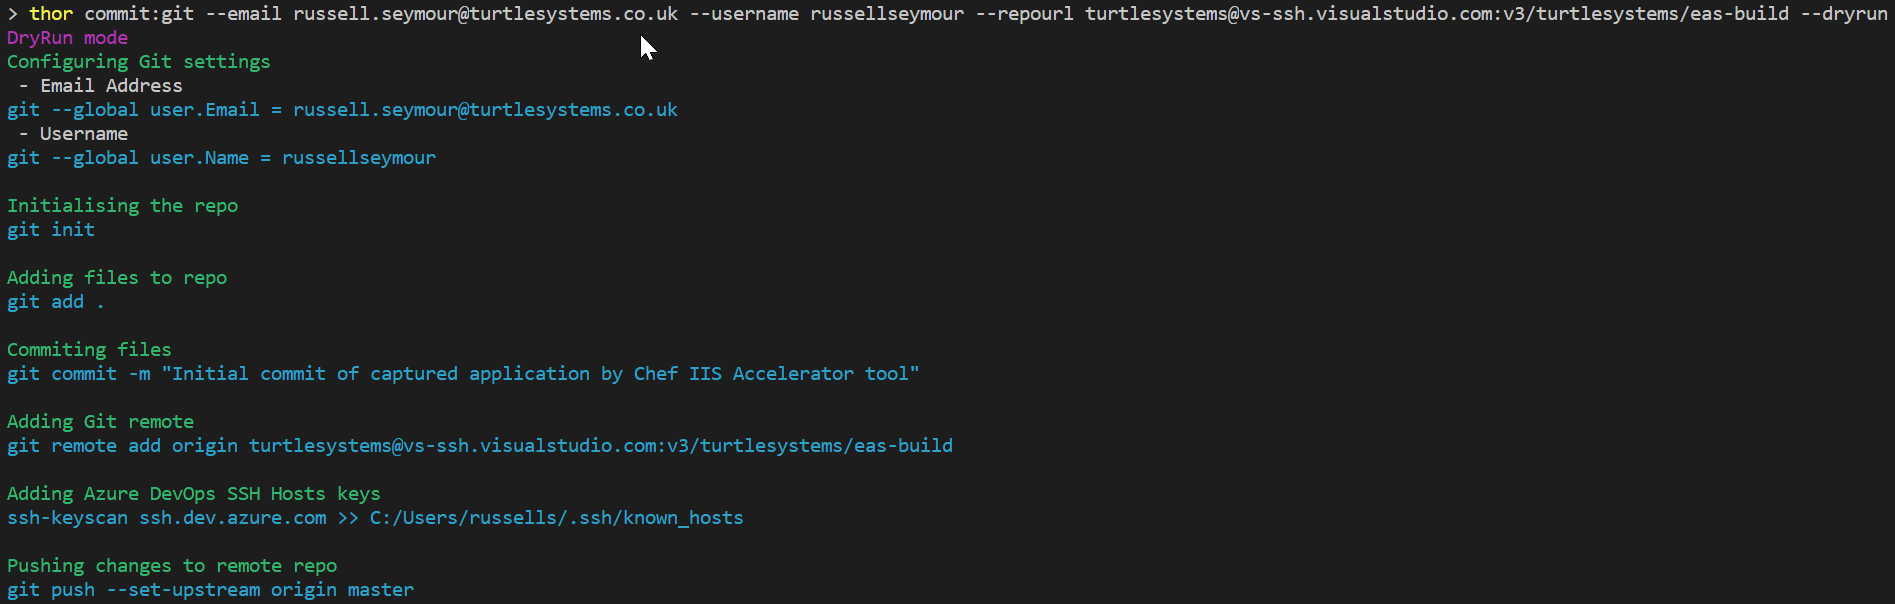 > thor commit:git --email russell.seymour@turtlesystems.co.uk --username russellseymour --repourl turtlesystems@vs-ssh.visualstudio.com:v3/turtlesystems/eas-build --dryrun
DryRun mode
Configuring Git settings
 - Email Address
git --global user.Email = russell.seymour@turtlesystems.co.uk
 - Username
git --global user.Name = russellseymour

Initialising the repo
git init

Adding files to repo
git add .

Commiting files
git commit -m "Initial commit of captured application by Chef IIS Accelerator tool"

Adding Git remote
git remote add origin turtlesystems@vs-ssh.visualstudio.com:v3/turtlesystems/eas-build

Adding Azure DevOps SSH Hosts keys
ssh-keyscan ssh.dev.azure.com >> C:/Users/russells/.ssh/known_hosts

Pushing changes to remote repo
git push --set-upstream origin master